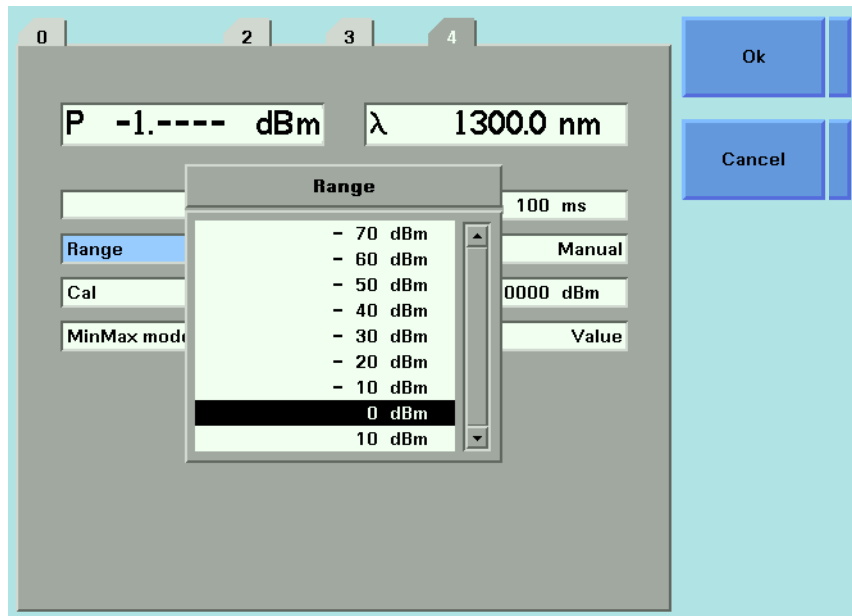 0 2 3 4
Ok
P -1.---- dBm λ 1300.0 nm
Cancel
Range
100 ms
Range Manual
Cal 0000 dBm
MinMax mode Value
- 70 dBm
- 60 dBm
- 50 dBm
- 40 dBm
- 30 dBm
- 20 dBm
- 10 dBm
0 dBm
10 dBm